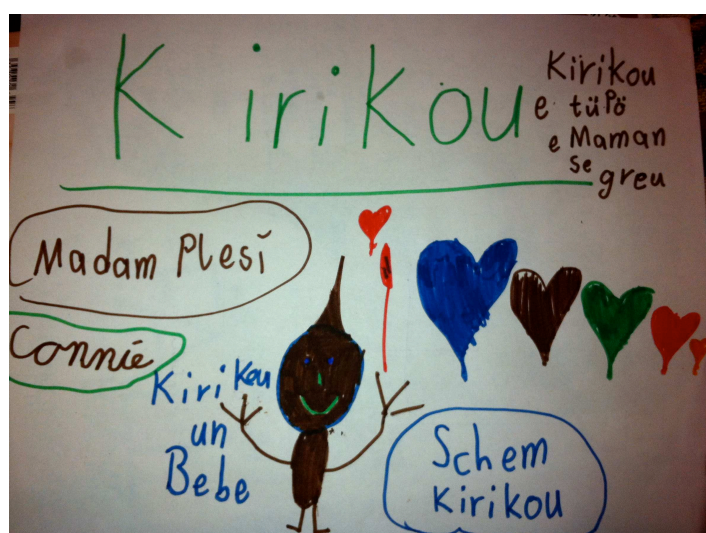 Kirikou
Kirikou
e tüpö
e Maman
se greu
Madam Plesi
Connie
Kirikou
un
Bebe
Schem
Kirikou